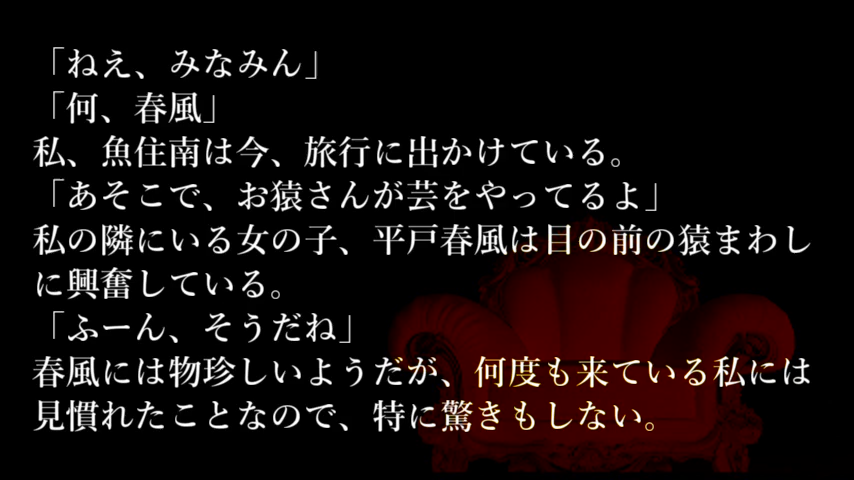 「ねえ、みなみん」
「何、春風」
私、魚住南は今、旅行に出かけている。
「あそこで、お猿さんが芸をやってるよ」
私の隣にいる女の子、平戸春風は目の前の猿まわし
に興奮している。
「ふーん、そうだね」
春風には物珍しいようだが、何度も来ている私には
見慣れたことなので、特に驚きもしない。